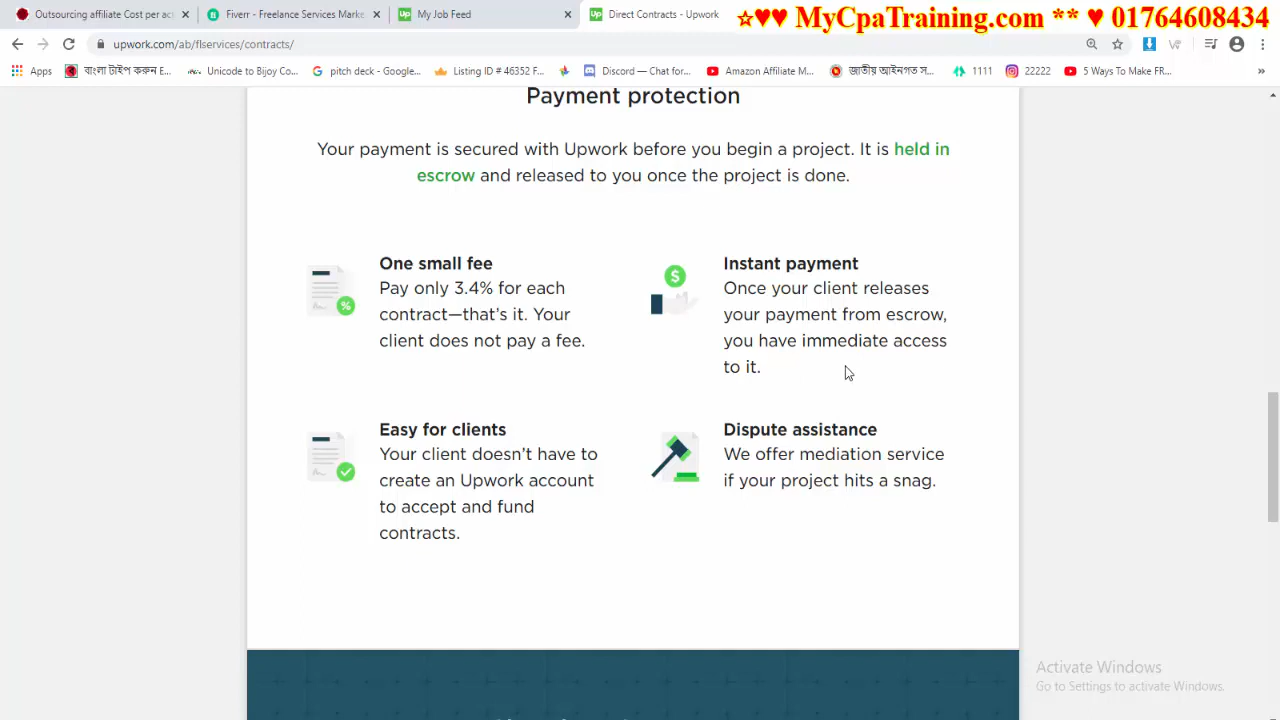 Outsourcing affiliate Cost per ac
Fiverr - Freelance Services Mark
My Job Feed
Direct Contracts - Upwork
☆♥♥ MyCpaTraining.com ** ♥ 01764608434
upwork.com/ab/flservices/contracts/
Apps
বাংলা টাইপ করুন E...
Unicode to Bijoy Co...
pitch deck - Google...
Listing ID # 46352 F...
Discord — Chat for...
Amazon Affiliate M...
জাতীয় আইনগত স...
1111
22222
5 Ways To Make FR...
Payment protection
Your payment is secured with Upwork before you begin a project. It is held in
escrow and released to you once the project is done.
One small fee
Pay only 3.4% for each
contract—that's it. Your
client does not pay a fee.
Instant payment
Once your client releases
your payment from escrow,
you have immediate access
to it.
Easy for clients
Your client doesn't have to
create an Upwork account
to accept and fund
contracts.
Dispute assistance
We offer mediation service
if your project hits a snag.
Activate Windows
Go to Settings to activate Windows.